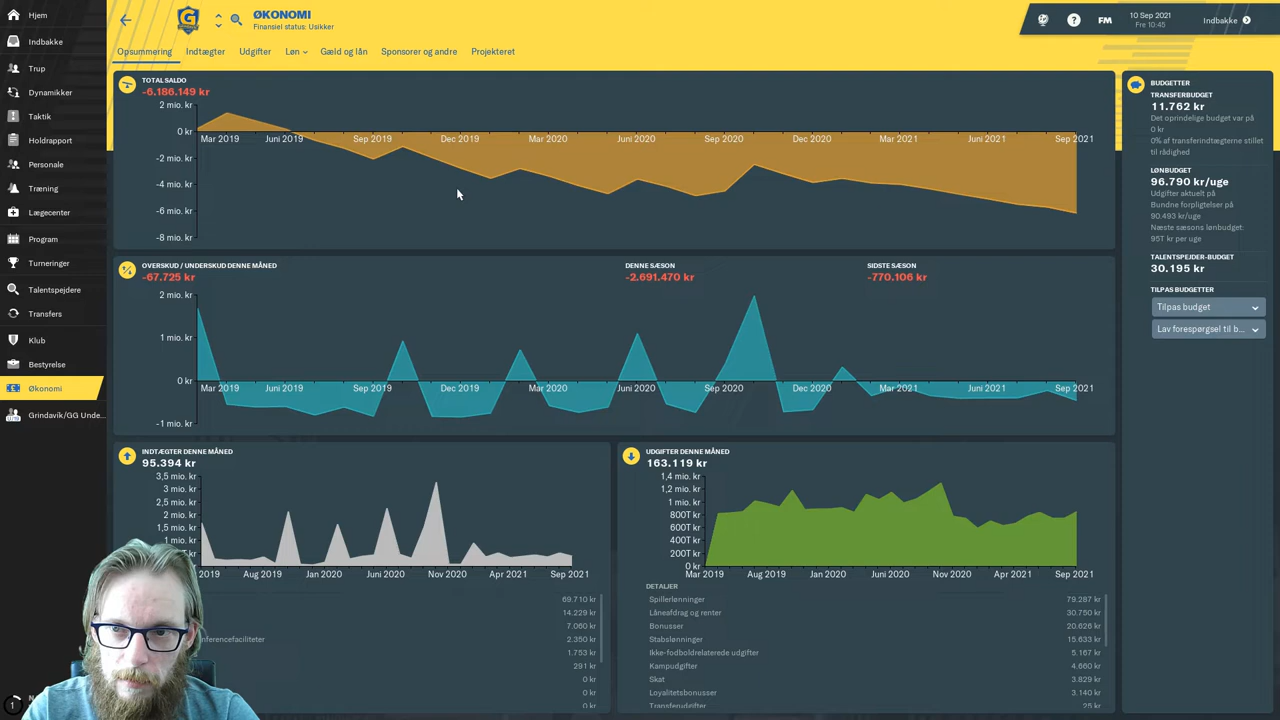 Hjem
Indbakke
Trup
Dynamikker
Taktik
Holdrapport
Personale
Træning
Lægecenter
Program
Turneringer
Talentspejdere
Transfers
Klub
Bestyrelse
Økonomi
Grindavík/GG Unde...
ØKONOMI
Finansiel status: Usikker
10 Sep 2021
Fre 10:45
FM
Indbakke
Opsummering Indtægter Udgifter Løn Gæld og lån Sponsorer og andre Projekteret
TOTAL SALDO
-6.186.149 kr
2 mio. kr
0 kr
-2 mio. kr
-4 mio. kr
-6 mio. kr
-8 mio. kr
Mar 2019 Juni 2019 Sep 2019 Dec 2019 Mar 2020 Juni 2020 Sep 2020 Dec 2020 Mar 2021 Juni 2021 Sep 2021
OVERSKUD / UNDERSKUD DENNE MÅNED
-67.725 kr
DENNE SÆSON
-2.691.470 kr
SIDSTE SÆSON
-770.106 kr
2 mio. kr
1 mio. kr
0 kr
-1 mio. kr
Mar 2019 Juni 2019 Sep 2019 Dec 2019 Mar 2020 Juni 2020 Sep 2020 Dec 2020 Mar 2021 Juni 2021 Sep 2021
INDTÆGTER DENNE MÅNED
95.394 kr
3,5 mio. kr
3 mio. kr
2,5 mio. kr
2 mio. kr
1,5 mio. kr
2019 Aug 2019 Jan 2020 Juni 2020 Nov 2020 Apr 2021 Sep 2021
69.710 kr
14.229 kr
7.060 kr
nferencefaciliteter 2.350 kr
1.753 kr
291 kr
0 kr
0 kr
0 kr
UDGIFTER DENNE MÅNED
163.119 kr
1,4 mio. kr
1,2 mio. kr
1 mio. kr
800T kr
600T kr
400T kr
200T kr
0 kr
Mar 2019 Aug 2019 Jan 2020 Juni 2020 Nov 2020 Apr 2021 Sep 2021
DETALJER
Spillerlønninger 79.287 kr
Låneafdrag og renter 30.750 kr
Bonusser 20.626 kr
Stabslønninger 15.633 kr
Ikke-fodboldrelaterede udgifter 5.167 kr
Kampudgifter 4.660 kr
Skat 3.829 kr
Loyalitetsbonusser 3.140 kr
Transferudgifter 25 kr
BUDGETTER
TRANSFERBUDGET
11.762 kr
Det oprindelige budget var på
0 kr
0% af transferindtægterne stillet
til rådighed
LØNBUDGET
96.790 kr/uge
Udgifter aktuelt på
Bundne forpligtelser på
90.493 kr/uge
Næste sæsons lønbudget:
95T kr per uge
TALENTSPEJDER-BUDGET
30.195 kr
TILPAS BUDGETTER
Tilpas budget
Lav forespørgsel til b...
1